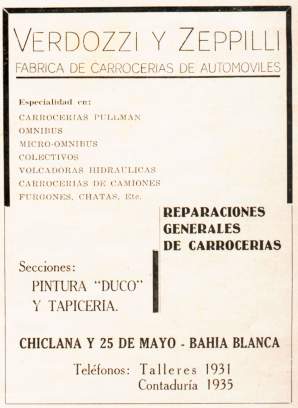 VERDOZZI Y ZEPPILLI
FABRICA DE CARROCERIAS DE AUTOMOVILES
Especialidad en:
CARROCERIAS PULLMAN
OMNIBUS
MICRO-OMNIBUS
COLECTIVOS
VOLCADORAS HIDRAULICAS
CARROCERIAS DE CAMIONES
FURGONES, CHATAS, Etc.
REPARACIONES
GENERALES
DE CARROCERIAS
Secciones:
PINTURA "DUCO"
Y TAPICERIA.
CHICLANA Y 25 DE MAYO - BAHIA BLANCA
Teléfonos: Talleres 1931
Contaduría 1935